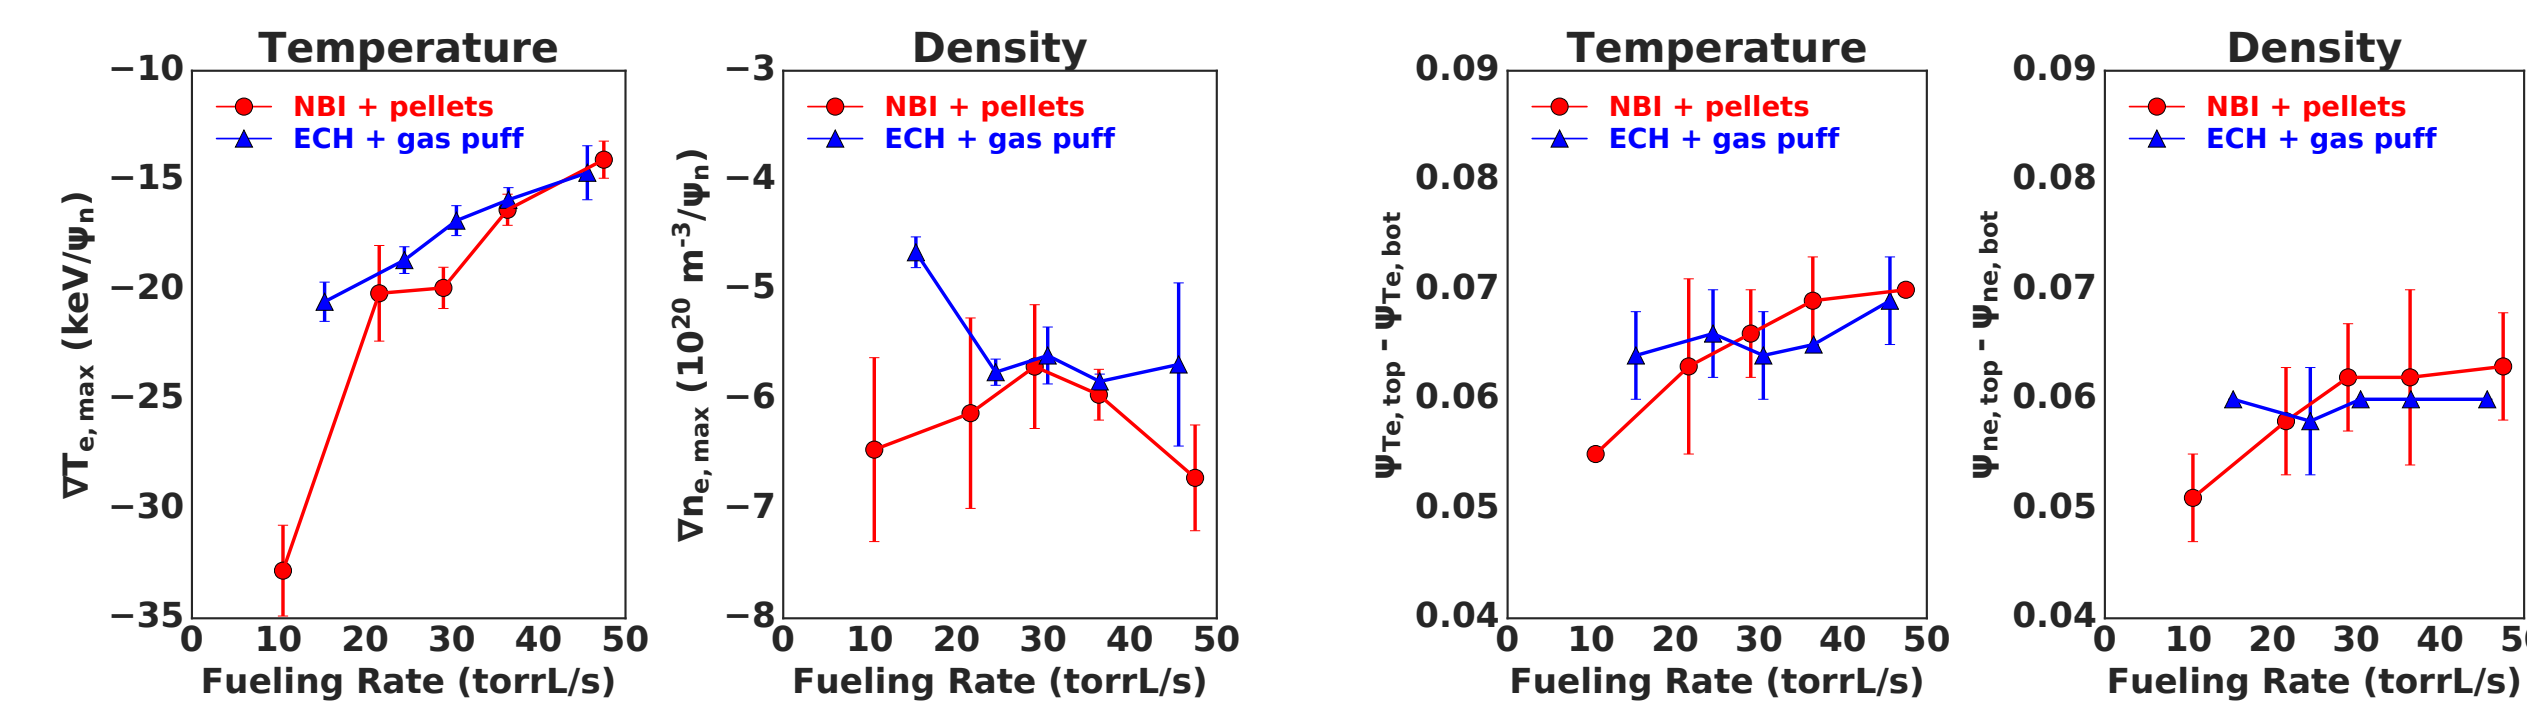 Temperature
−10
−15
−20
−25
−30
−35
0 10 20 30 40 50
NBI + pellets
ECH + gas puff
∇Te, max (keV/ψn)
Fueling Rate (torrL/s)
Density
−3
−4
−5
−6
−7
−8
0 10 20 30 40 50
NBI + pellets
ECH + gas puff
∇ne, max (10^20 m^-3/ψn)
Fueling Rate (torrL/s)
Temperature
0.09
0.08
0.07
0.06
0.05
0.04
0 10 20 30 40 50
NBI + pellets
ECH + gas puff
ΨTe, top - ΨTe, bot
Fueling Rate (torrL/s)
Density
0.09
0.08
0.07
0.06
0.05
0.04
0 10 20 30 40
NBI + pellets
ECH + gas puff
Ψne, top - Ψne, bot
Fueling Rate (torrL/s)